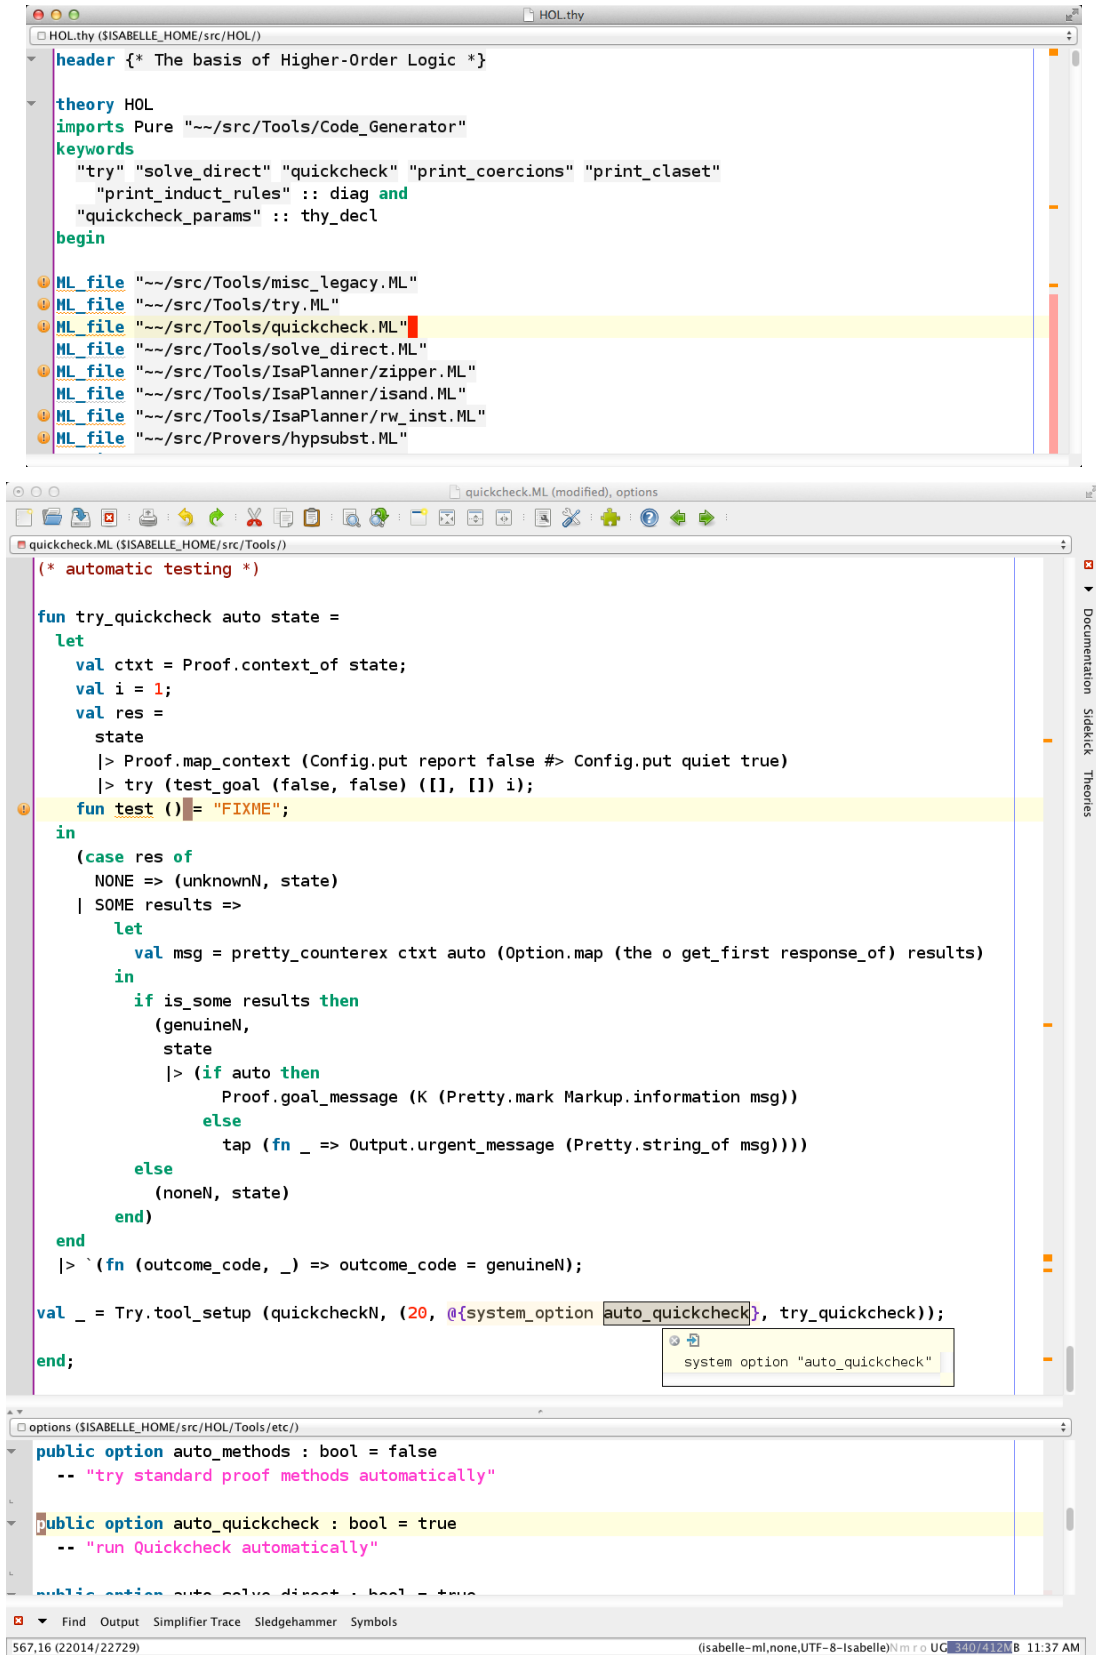 HOL.thy
HOL.thy ($ISABELLE_HOME/src/HOL/)
header {* The basis of Higher-Order Logic *}
theory HOL
imports Pure "~~/src/Tools/Code_Generator"
keywords
"try" "solve_direct" "quickcheck" "print_coercions" "print_claset"
"print_induct_rules" :: diag and
"quickcheck_params" :: thy_decl
begin
ML_file "~~/src/Tools/misc_legacy.ML"
ML_file "~~/src/Tools/try.ML"
ML_file "~~/src/Tools/quickcheck.ML"
ML_file "~~/src/Tools/solve_direct.ML"
ML_file "~~/src/Tools/IsaPlanner/zipper.ML"
ML_file "~~/src/Tools/IsaPlanner/isand.ML"
ML_file "~~/src/Tools/IsaPlanner/rw_inst.ML"
ML_file "~~/src/Provers/hypsubst.ML"
quickcheck.ML (modified), options
quickcheck.ML ($ISABELLE_HOME/src/Tools/)
(* automatic testing *)
fun try_quickcheck auto state =
let
val ctxt = Proof.context_of state;
val i = 1;
val res =
state
|> Proof.map_context (Config.put report false #> Config.put quiet true)
|> try (test_goal (false, false) ([], []) i);
fun test () = "FIXME";
in
(case res of
NONE => (unknownN, state)
| SOME results =>
let
val msg = pretty_counterex ctxt auto (Option.map (the o get_first response_of) results)
in
if is_some results then
(genuineN,
state
|> (if auto then
Proof.goal_message (K (Pretty.mark Markup.information msg))
else
tap (fn _ => Output.urgent_message (Pretty.string_of msg))))
else
(noneN, state)
end)
end
|> `(fn (outcome_code, _) => outcome_code = genuineN);
val _ = Try.tool_setup (quickcheckN, (20, @{system_option auto_quickcheck}, try_quickcheck));
system option "auto_quickcheck"
end;
Documentation
Sidekick
Theories
options ($ISABELLE_HOME/src/HOL/Tools/etc/)
public option auto_methods : bool = false
-- "try standard proof methods automatically"
public option auto_quickcheck : bool = true
-- "run Quickcheck automatically"
public option auto_solve_direct : bool = true
Find Output Simplifier Trace Sledgehammer Symbols
567,16 (22014/22729) (isabelle-ml,none,UTF-8-Isabelle)N m r o UG 340/412MB 11:37 AM